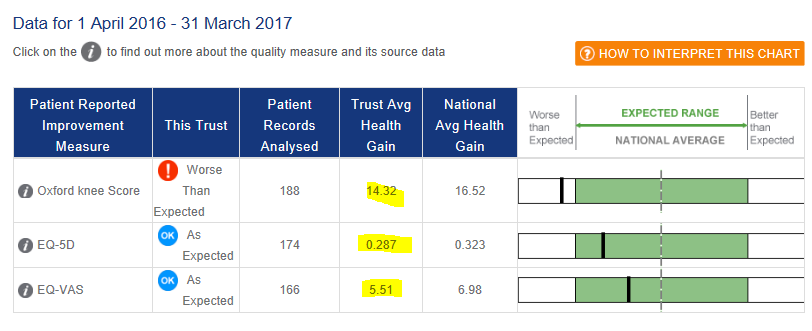 Data for 1 April 2016 - 31 March 2017
Click on the i to find out more about the quality measure and its source data
? HOW TO INTERPRET THIS CHART
Patient Reported Improvement Measure
This Trust
Patient Records Analysed
Trust Avg Health Gain
National Avg Health Gain
Worse than Expected
EXPECTED RANGE
NATIONAL AVERAGE
Better than Expected
i Oxford knee Score
! Worse Than Expected
188
14.32
16.52
i EQ-5D
OK As Expected
174
0.287
0.323
i EQ-VAS
OK As Expected
166
5.51
6.98